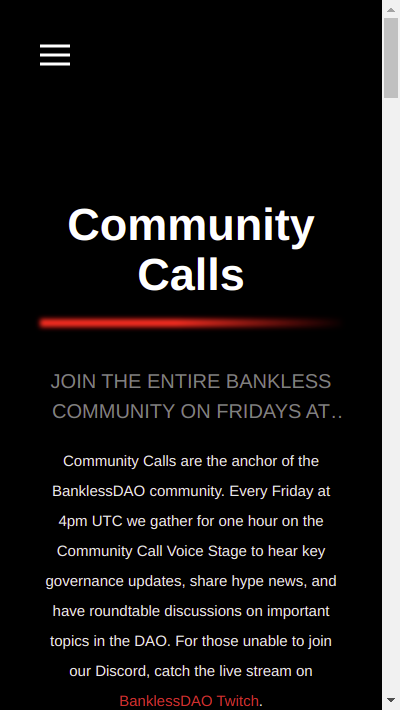 Community
Calls
JOIN THE ENTIRE BANKLESS
COMMUNITY ON FRIDAYS AT..
Community Calls are the anchor of the
BanklessDAO community. Every Friday at
4pm UTC we gather for one hour on the
Community Call Voice Stage to hear key
governance updates, share hype news, and
have roundtable discussions on important
topics in the DAO. For those unable to join
our Discord, catch the live stream on
BanklessDAO Twitch.